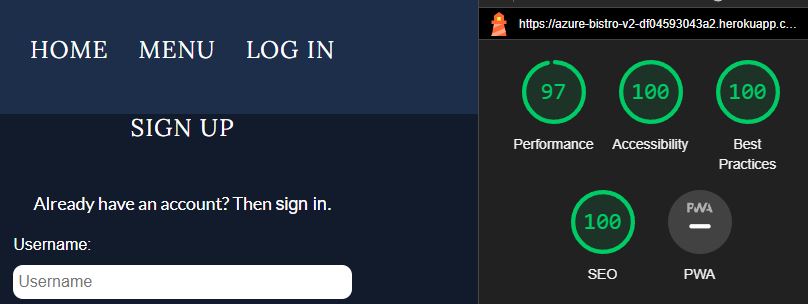 HOME MENU LOG IN
SIGN UP
Already have an account? Then sign in.
Username:
Username
https://azure-bistro-v2-df04593043a2.herokuapp.c...
97 100 100
Performance Accessibility Best
Practices
100 PWA
SEO PWA